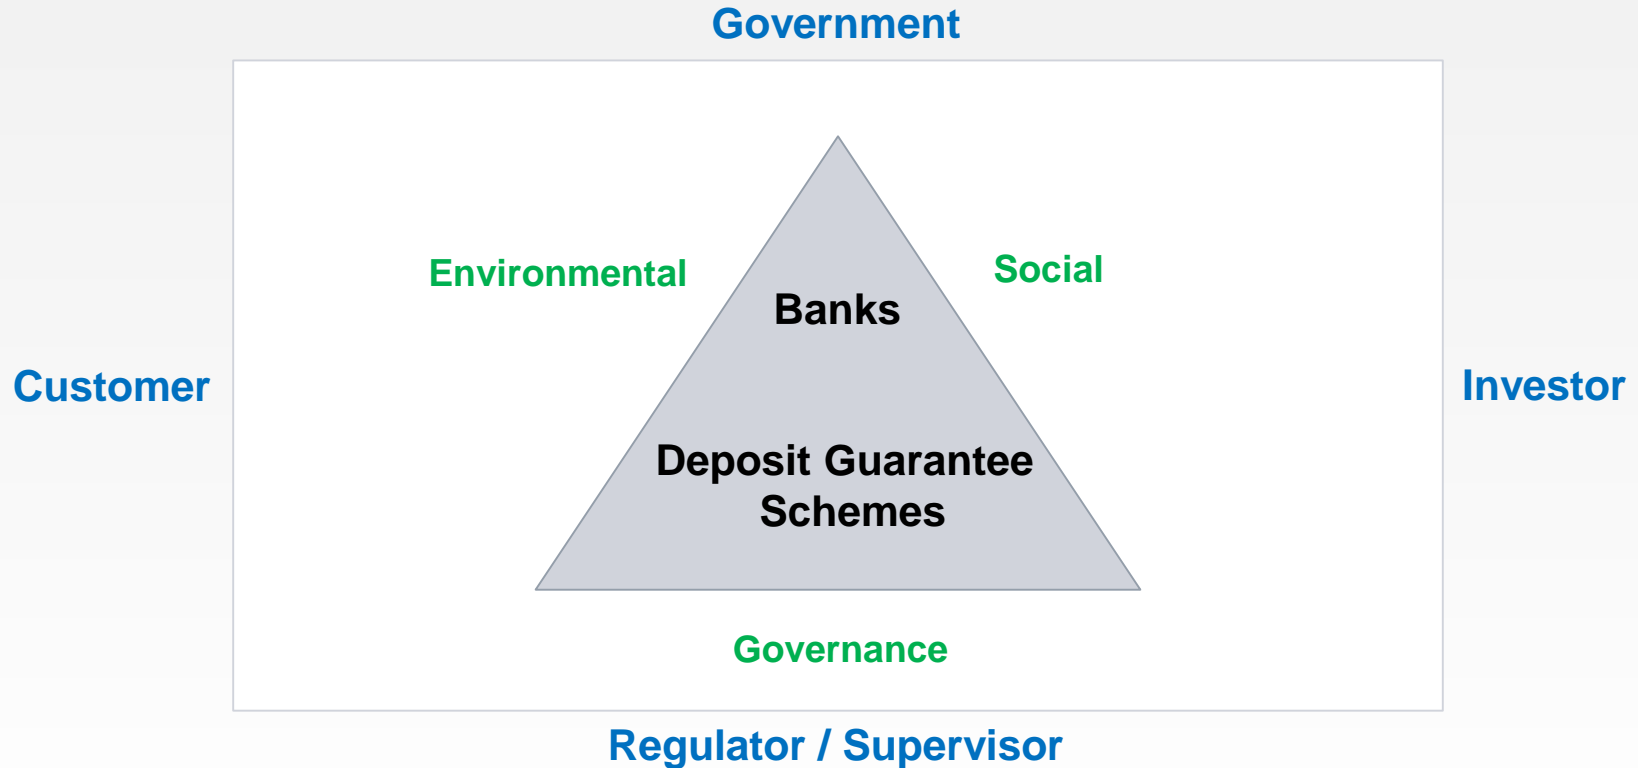 Government
Environmental
Social
Banks
Customer
Investor
Deposit Guarantee
Schemes
Governance
Regulator / Supervisor